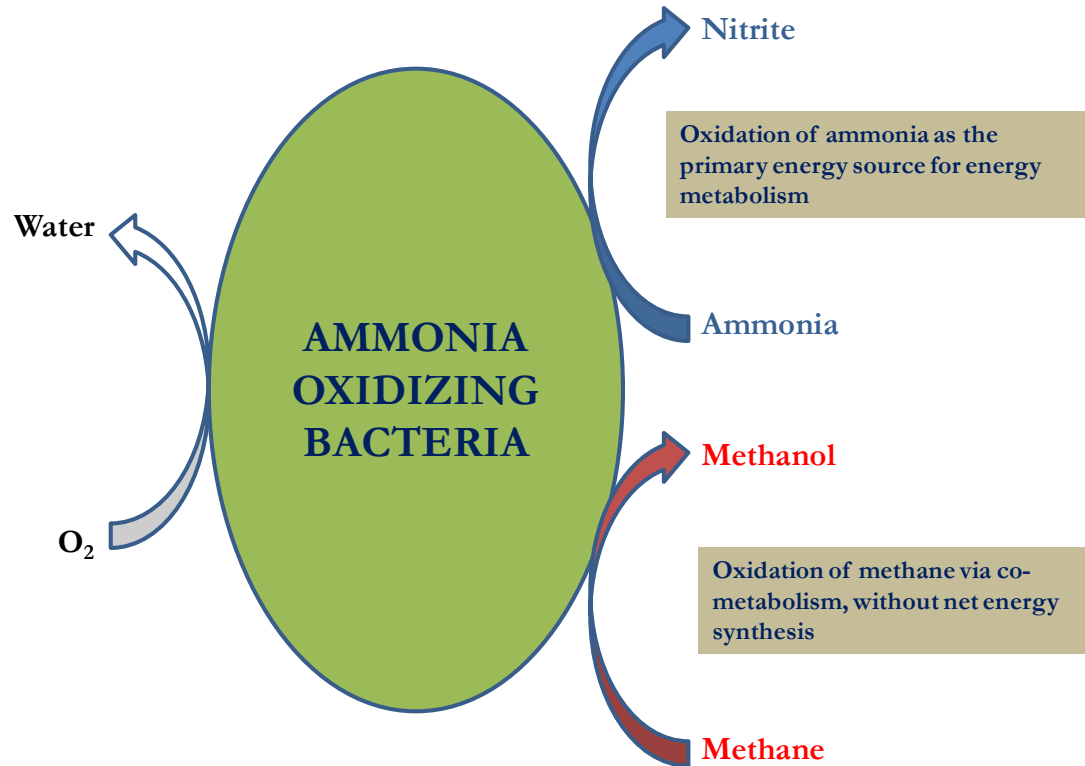 Nitrite
Oxidation of ammonia as the
primary energy source for energy
metabolism
Water
Ammonia
AMMONIA
OXIDIZING
BACTERIA
Methanol
O₂
Oxidation of methane via co-
metabolism, without net energy
synthesis
Methane